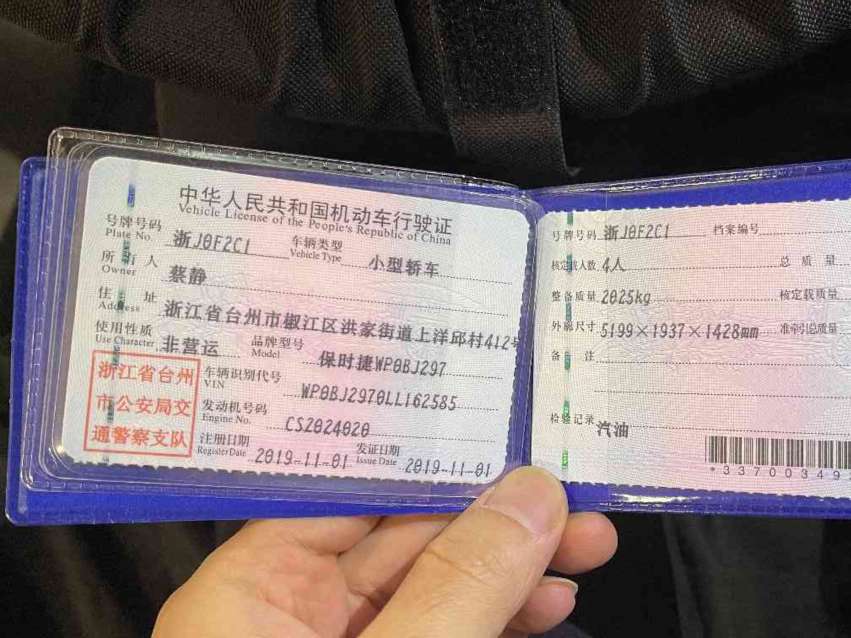 中华人民共和国机动车行驶证
Vehicle License of the People's Republic of China
号牌号码 浙J0F2C1 车辆类型 小型轿车
Plate No. Vehicle Type
所有人 蔡静
Owner
住址 浙江省台州市椒江区洪家街道上洋邱村412号
Address
使用性质 非营运 品牌型号 保时捷WP0BJ297
Use Character Model
浙江省台州
市公安局交
通警察支队
车辆识别代号 WP0BJ2970LL162585
VIN
发动机号码 CSZ024020
Engine No.
注册日期 2019-11-01 发证日期 2019-11-01
Register Date Issue Date
号牌号码 浙J0F2C1 档案编号
核定载人数 4人 总质量
整备质量 2025kg 核定载质量
外廓尺寸 5199×1937×1428mm 准牵引总质量
备注
检验记录 汽油
*33700349